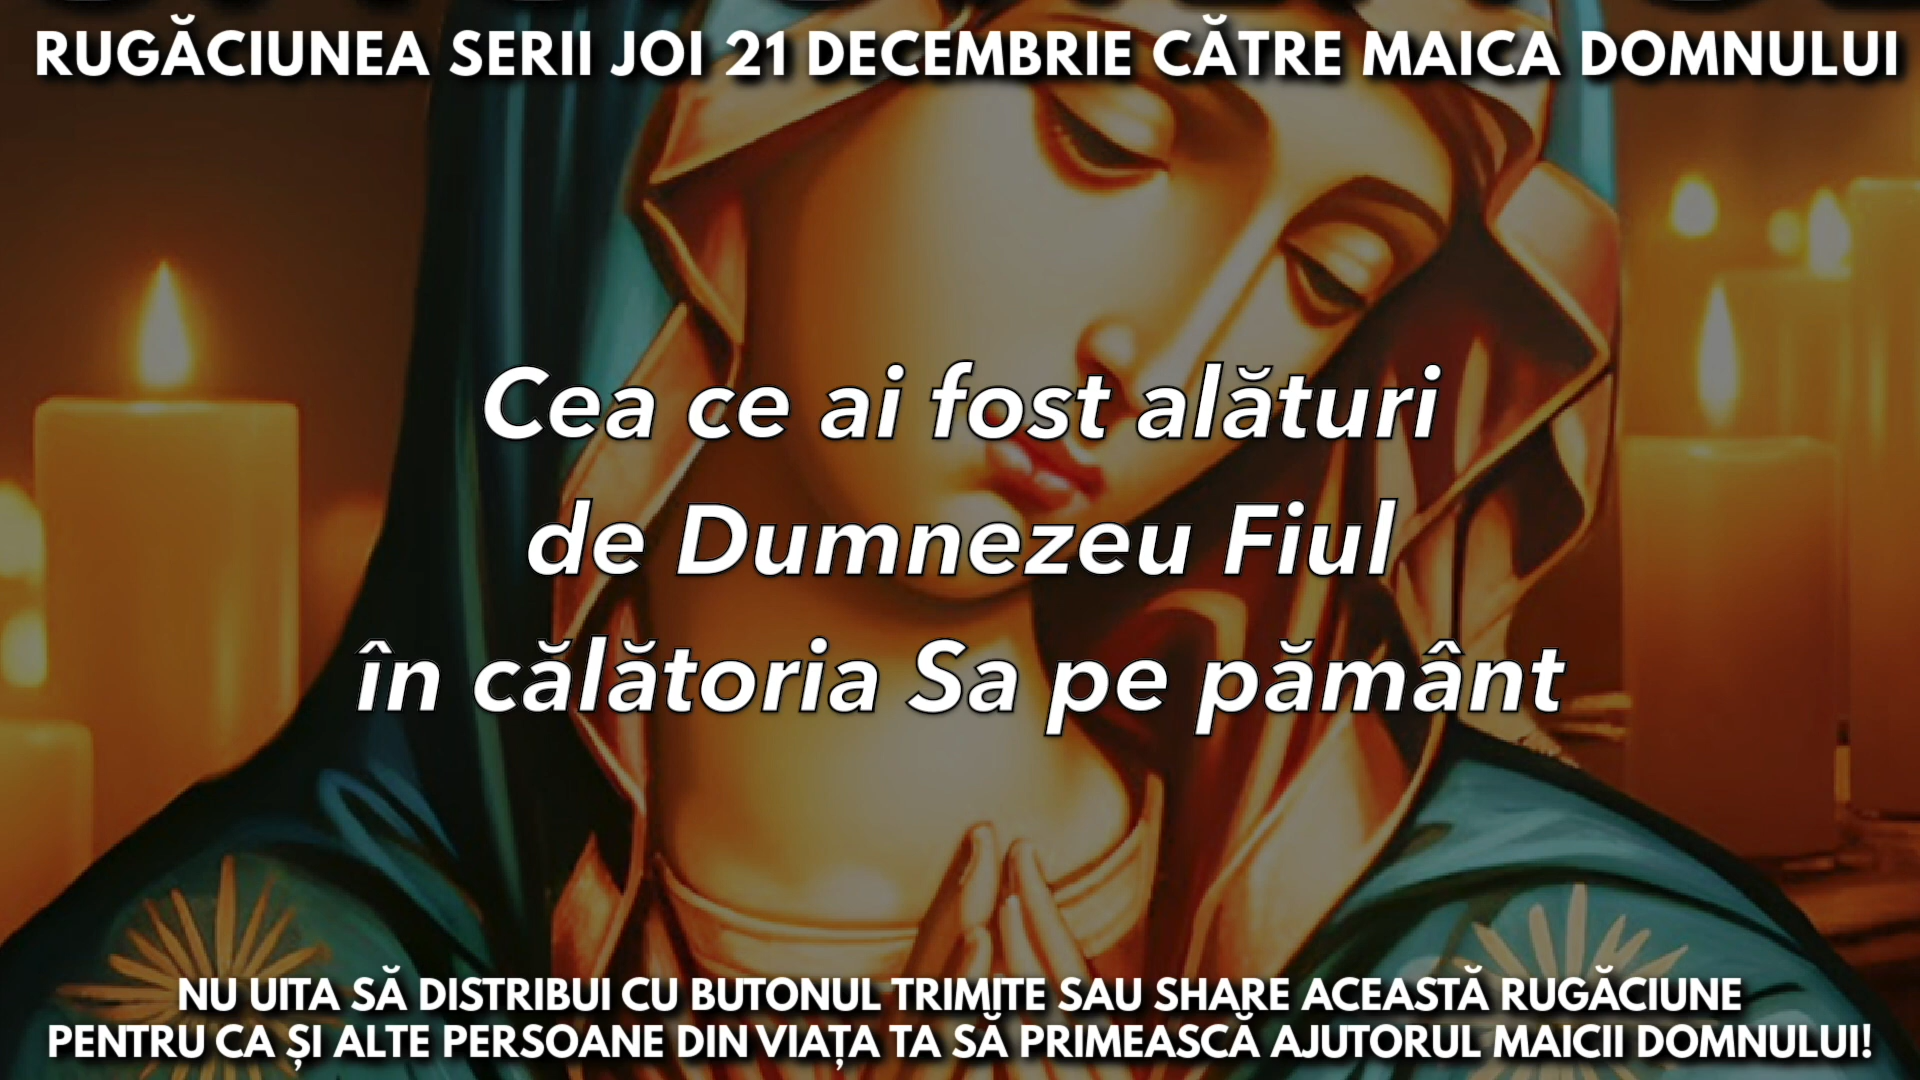 RUGĂCIUNEA SERII JOI 21 DECEMBRIE CĂTRE MAICA DOMNULUI
Cea ce ai fost alături
de Dumnezeu Fiul
în călătoria Sa pe pământ
NU UITA SĂ DISTRIBUI CU BUTONUL TRIMITE SAU SHARE ACEASTĂ RUGĂCIUNE
PENTRU CA ȘI ALTE PERSOANE DIN VIAȚA TA SĂ PRIMEASCĂ AJUTORUL MAICII DOMNULUI!